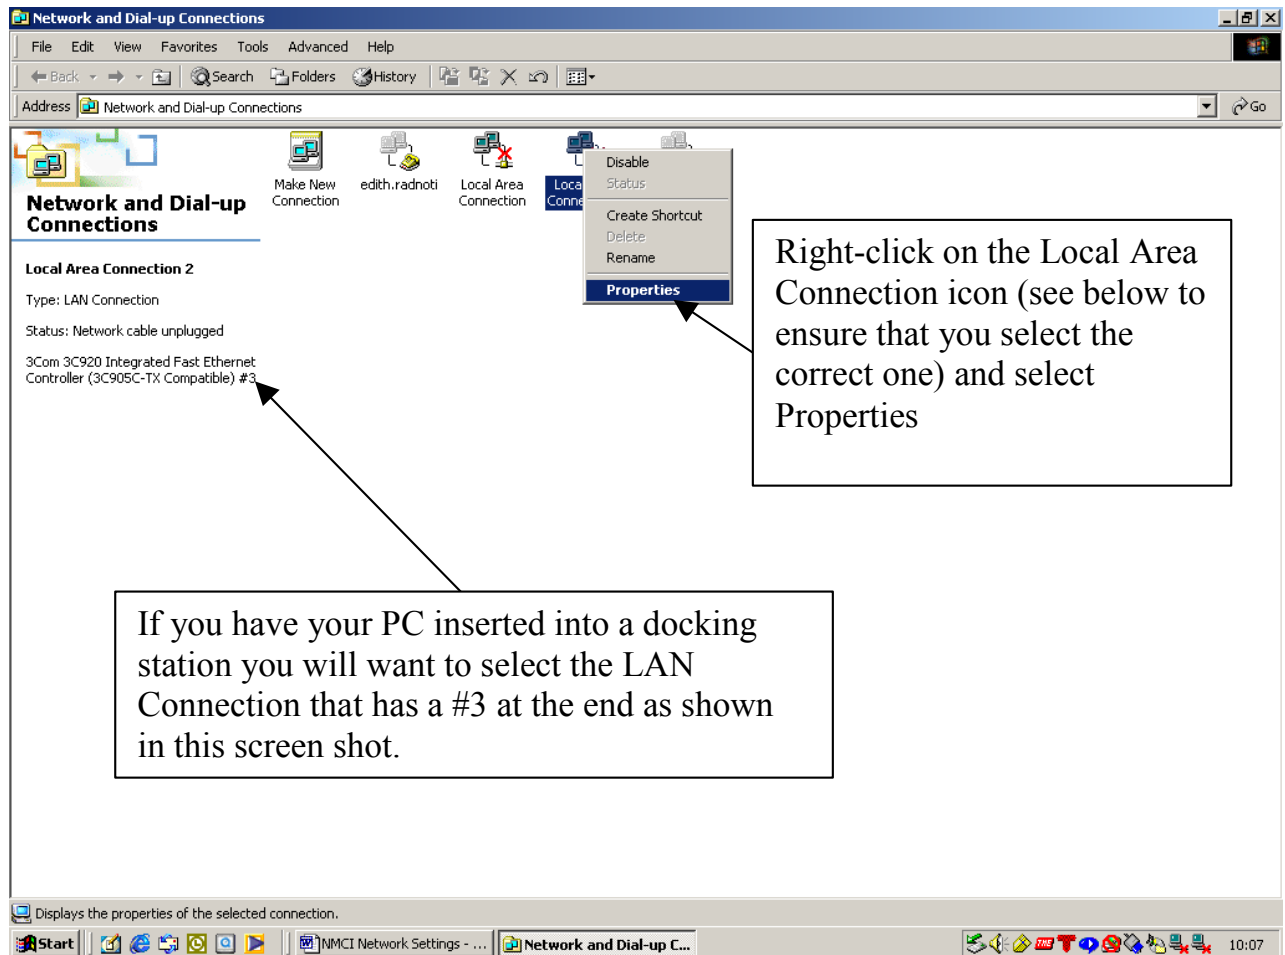 Network and Dial-up Connections
File Edit View Favorites Tools Advanced Help
Back Search Folders History
Address Network and Dial-up Connections Go
Network and Dial-up
Connections
Local Area Connection 2
Type: LAN Connection
Status: Network cable unplugged
3Com 3C920 Integrated Fast Ethernet
Controller (3C905C-TX Compatible) #3
Make New
Connection
edith.radnoti
Local Area
Connection
Disable
Status
Create Shortcut
Delete
Rename
Properties
Right-click on the Local Area
Connection icon (see below to
ensure that you select the
correct one) and select
Properties
If you have your PC inserted into a docking
station you will want to select the LAN
Connection that has a #3 at the end as shown
in this screen shot.
Displays the properties of the selected connection.
Start NMCI Network Settings - ... Network and Dial-up C... 10:07